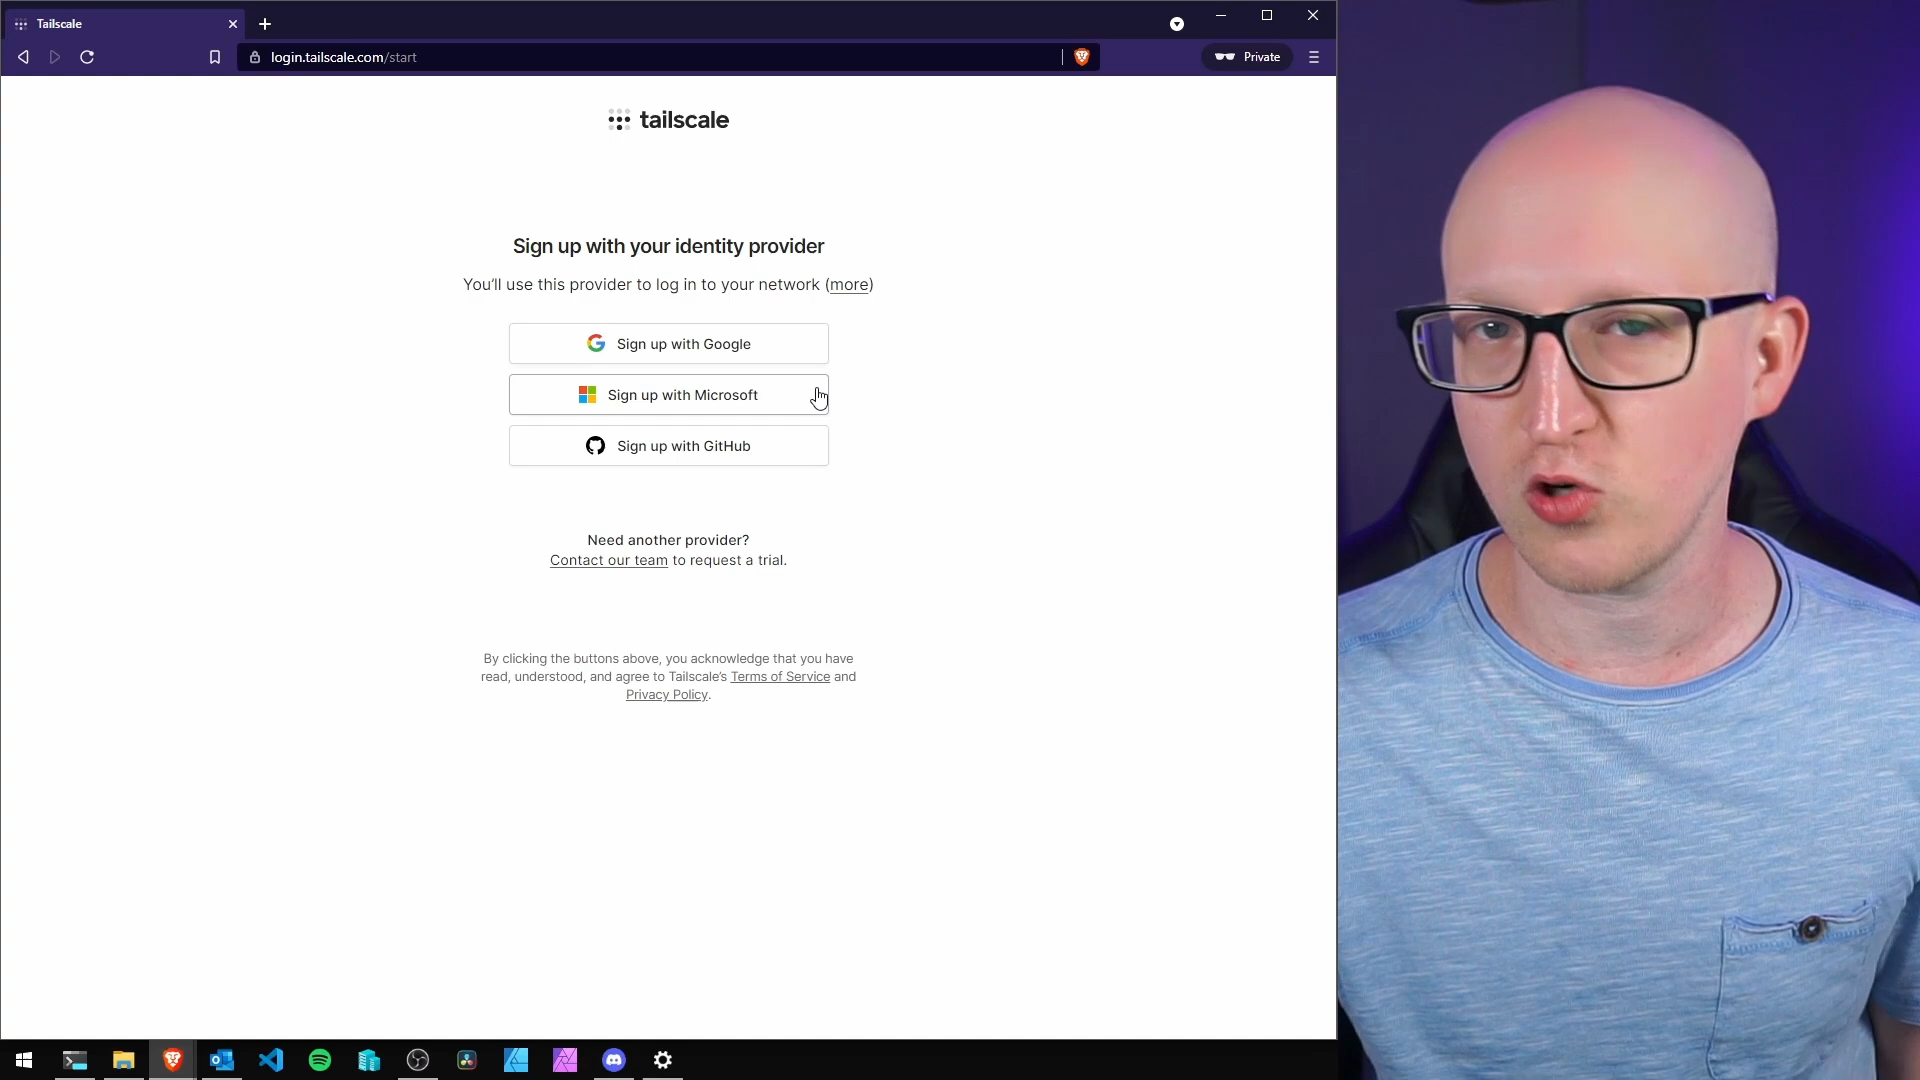 Tailscale
login.tailscale.com/start
Private
tailscale
Sign up with your identity provider
You’ll use this provider to log in to your network (more)
Sign up with Google
Sign up with Microsoft
Sign up with GitHub
Need another provider?
Contact our team to request a trial.
By clicking the buttons above, you acknowledge that you have
read, understood, and agree to Tailscale’s Terms of Service and
Privacy Policy.